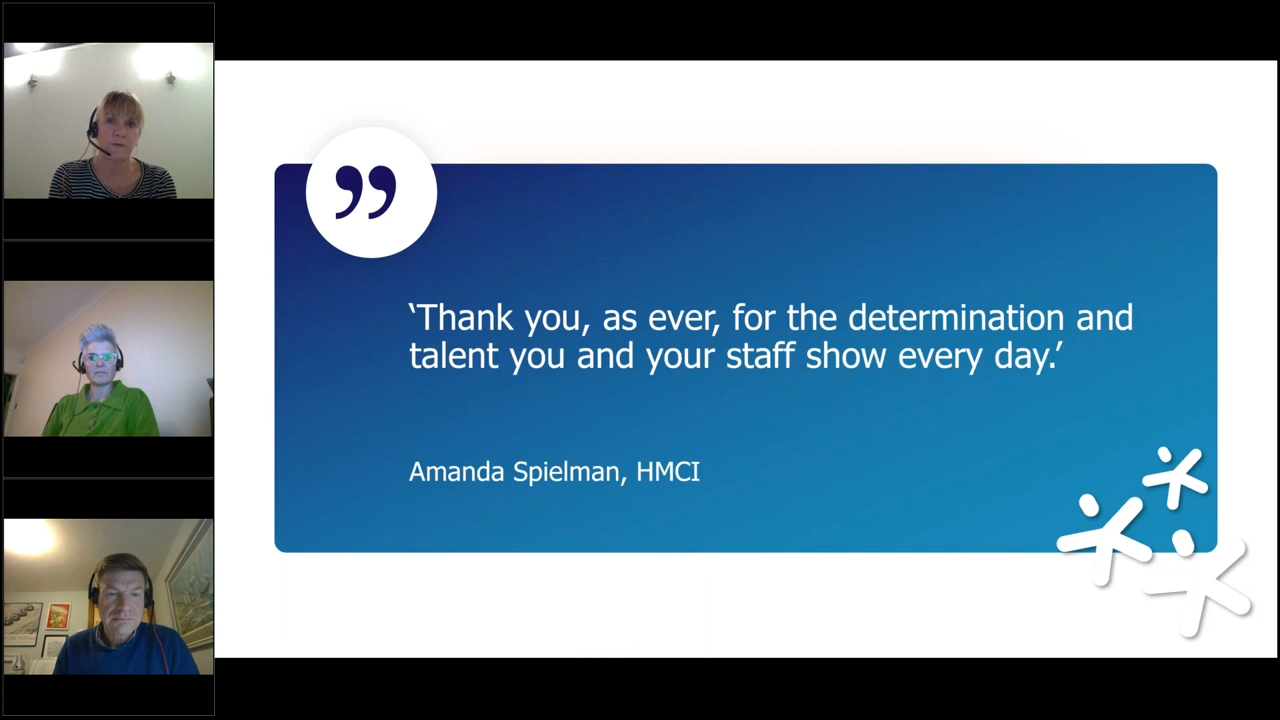 ‘Thank you, as ever, for the determination and
talent you and your staff show every day.’
Amanda Spielman, HMCI